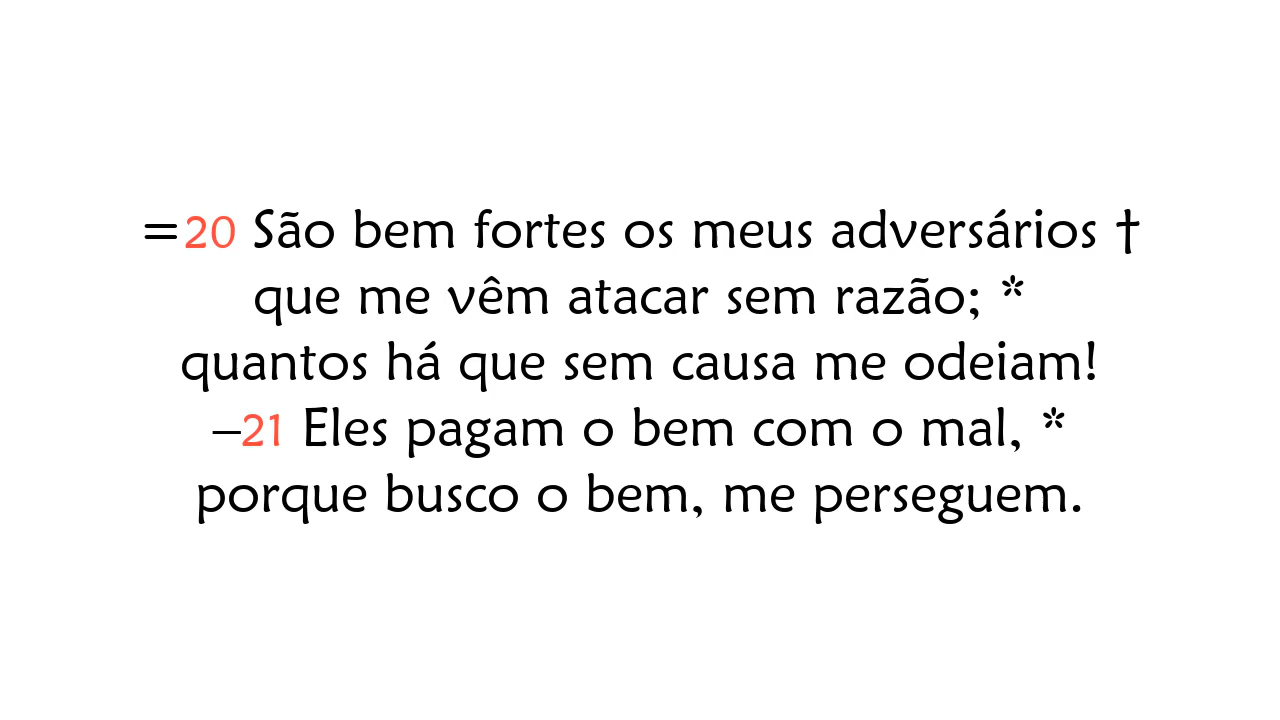 =20 São bem fortes os meus adversários †
que me vêm atacar sem razão; *
quantos há que sem causa me odeiam!
–21 Eles pagam o bem com o mal, *
porque busco o bem, me perseguem.